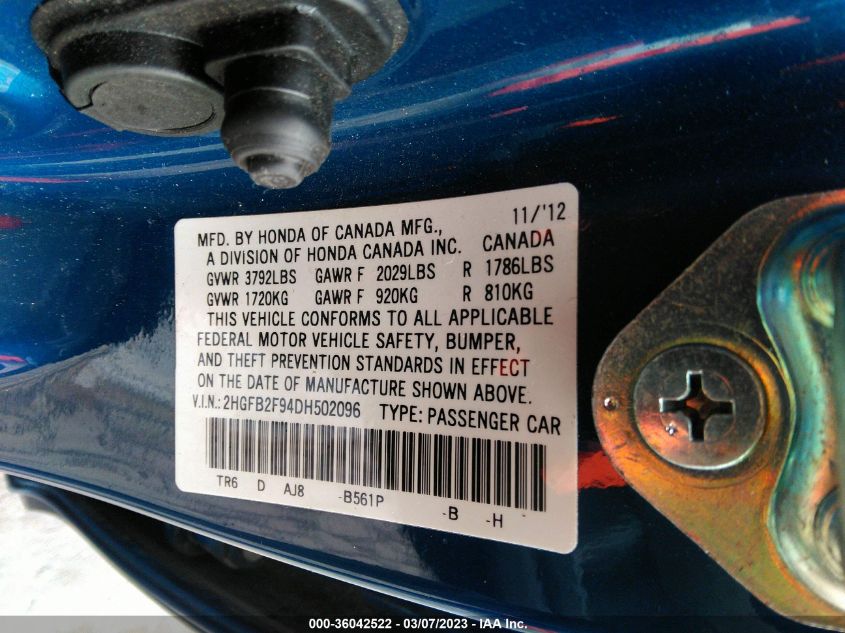 11/'12
MFD. BY HONDA OF CANADA MFG.,
A DIVISION OF HONDA CANADA INC. CANADA
GVWR 3792LBS GAWR F 2029LBS R 1786LBS
GVWR 1720KG GAWR F 920KG R 810KG
THIS VEHICLE CONFORMS TO ALL APPLICABLE
FEDERAL MOTOR VEHICLE SAFETY, BUMPER,
AND THEFT PREVENTION STANDARDS IN EFFECT
ON THE DATE OF MANUFACTURE SHOWN ABOVE.
V.I.N.: 2HGFB2F94DH502096 TYPE: PASSENGER CAR
TR6 D AJ8 -B561P -B -H
000-36042522 — 03/07/2023 — IAA Inc.